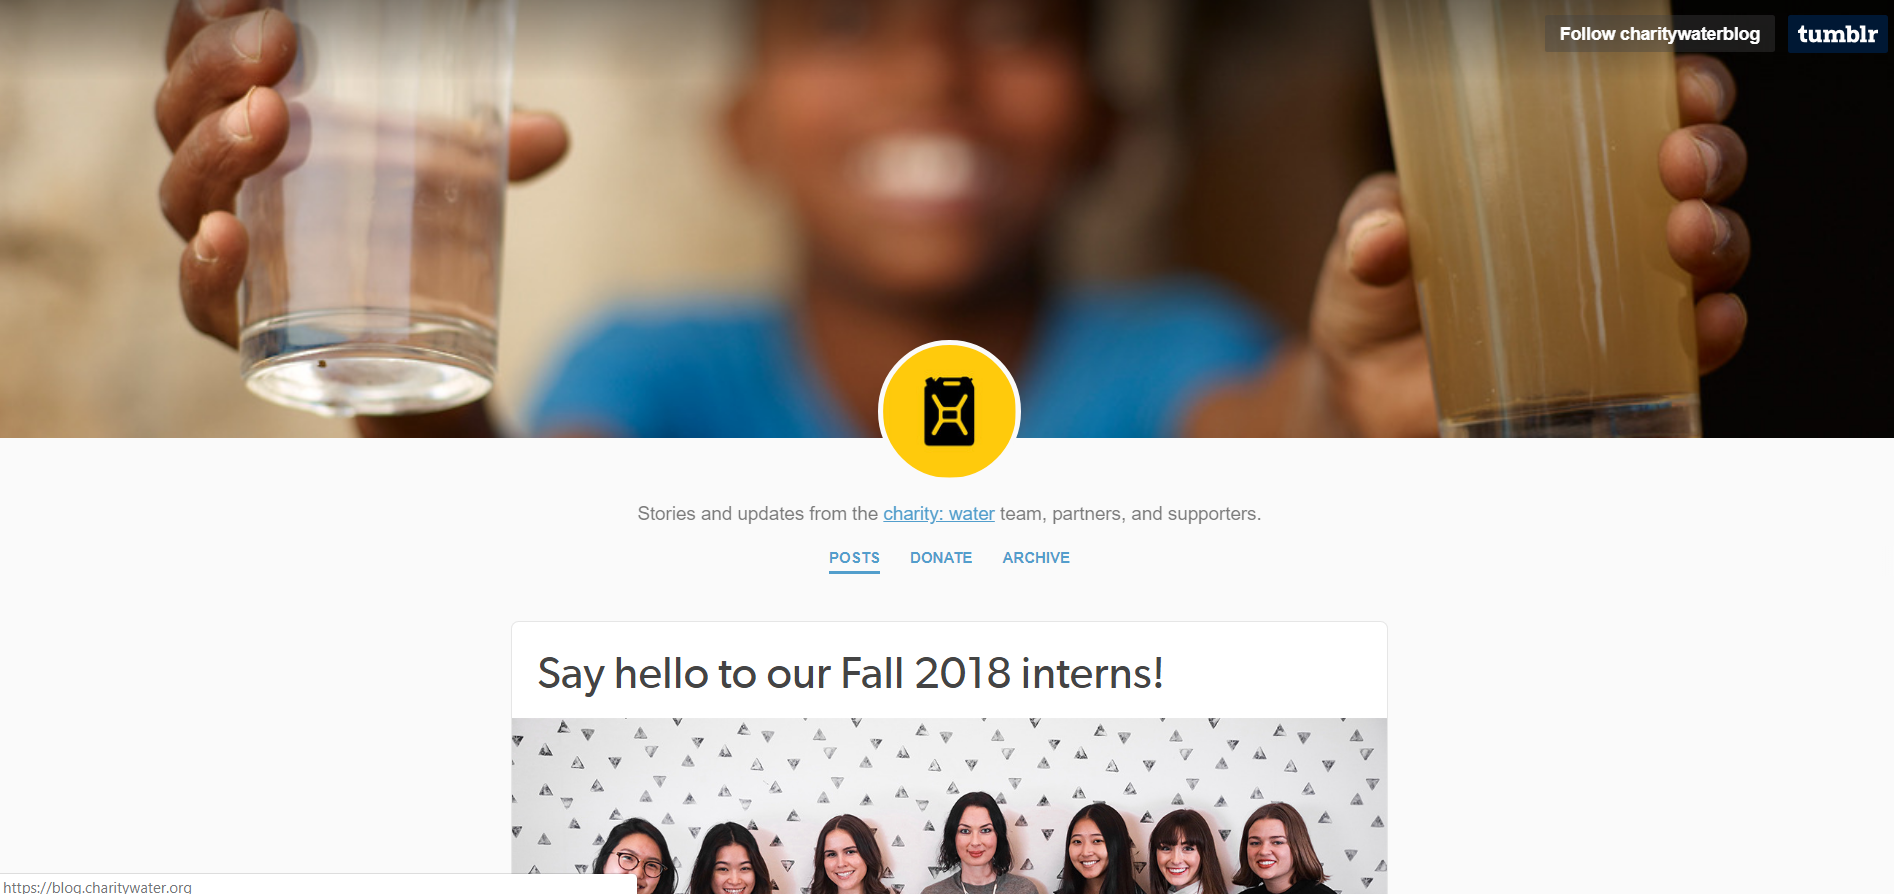 Follow charitywaterblog
tumblr
Stories and updates from the charity: water team, partners, and supporters.
POSTS DONATE ARCHIVE
Say hello to our Fall 2018 interns!
https://blog.charitywater.org